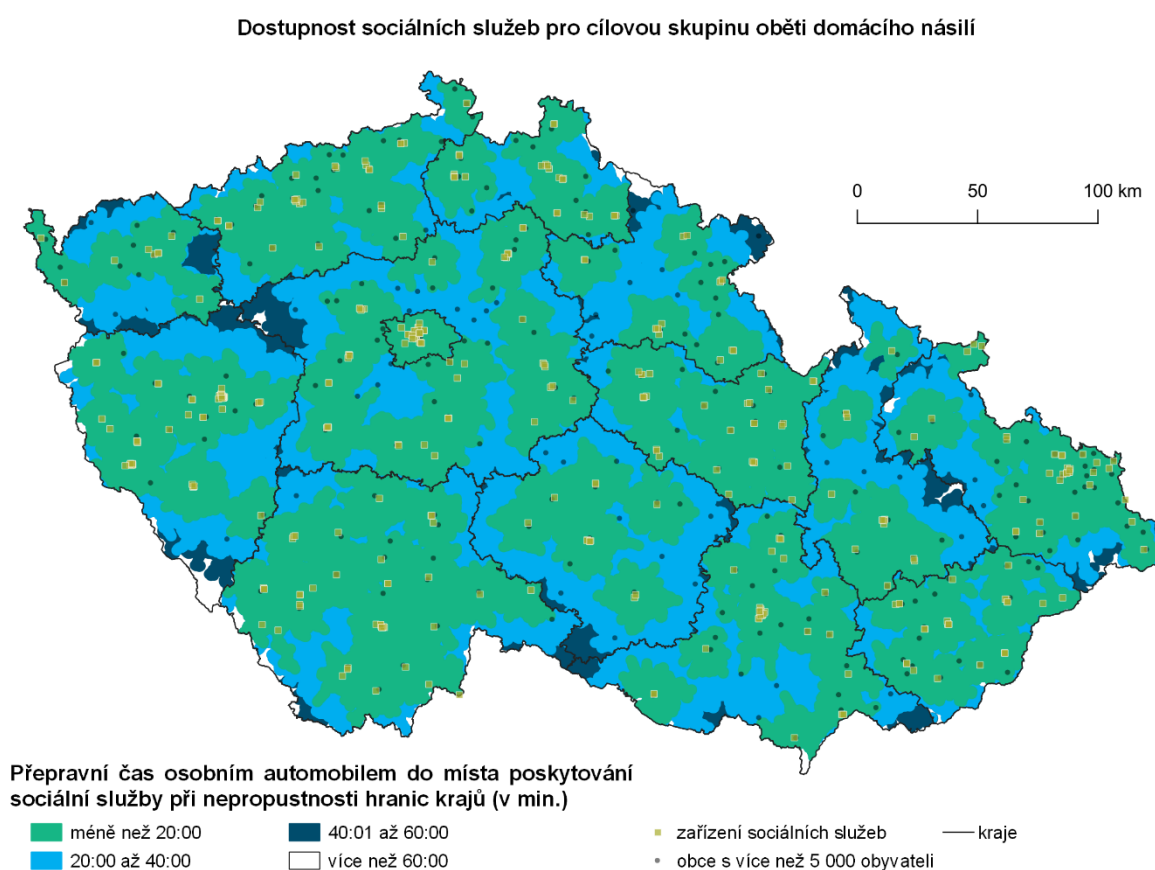 Dostupnost sociálních služeb pro cílovou skupinu oběti domácího násilí
0 50 100 km
Přepravní čas osobním automobilem do místa poskytování
sociální služby při nepropustnosti hranic krajů (v min.)
méně než 20:00
40:01 až 60:00
zařízení sociálních služeb
kraje
20:00 až 40:00
více než 60:00
obce s více než 5 000 obyvateli